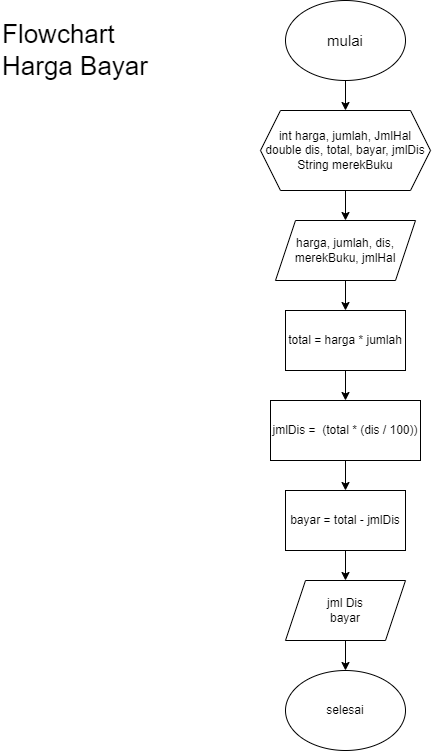 Flowchart
Harga Bayar
mulai
int harga, jumlah, JmlHal
double dis, total, bayar, jmlDis
String merekBuku
harga, jumlah, dis,
merekBuku, jmlHal
total = harga * jumlah
jmlDis =  (total * (dis / 100))
bayar = total - jmlDis
jml Dis
bayar
selesai